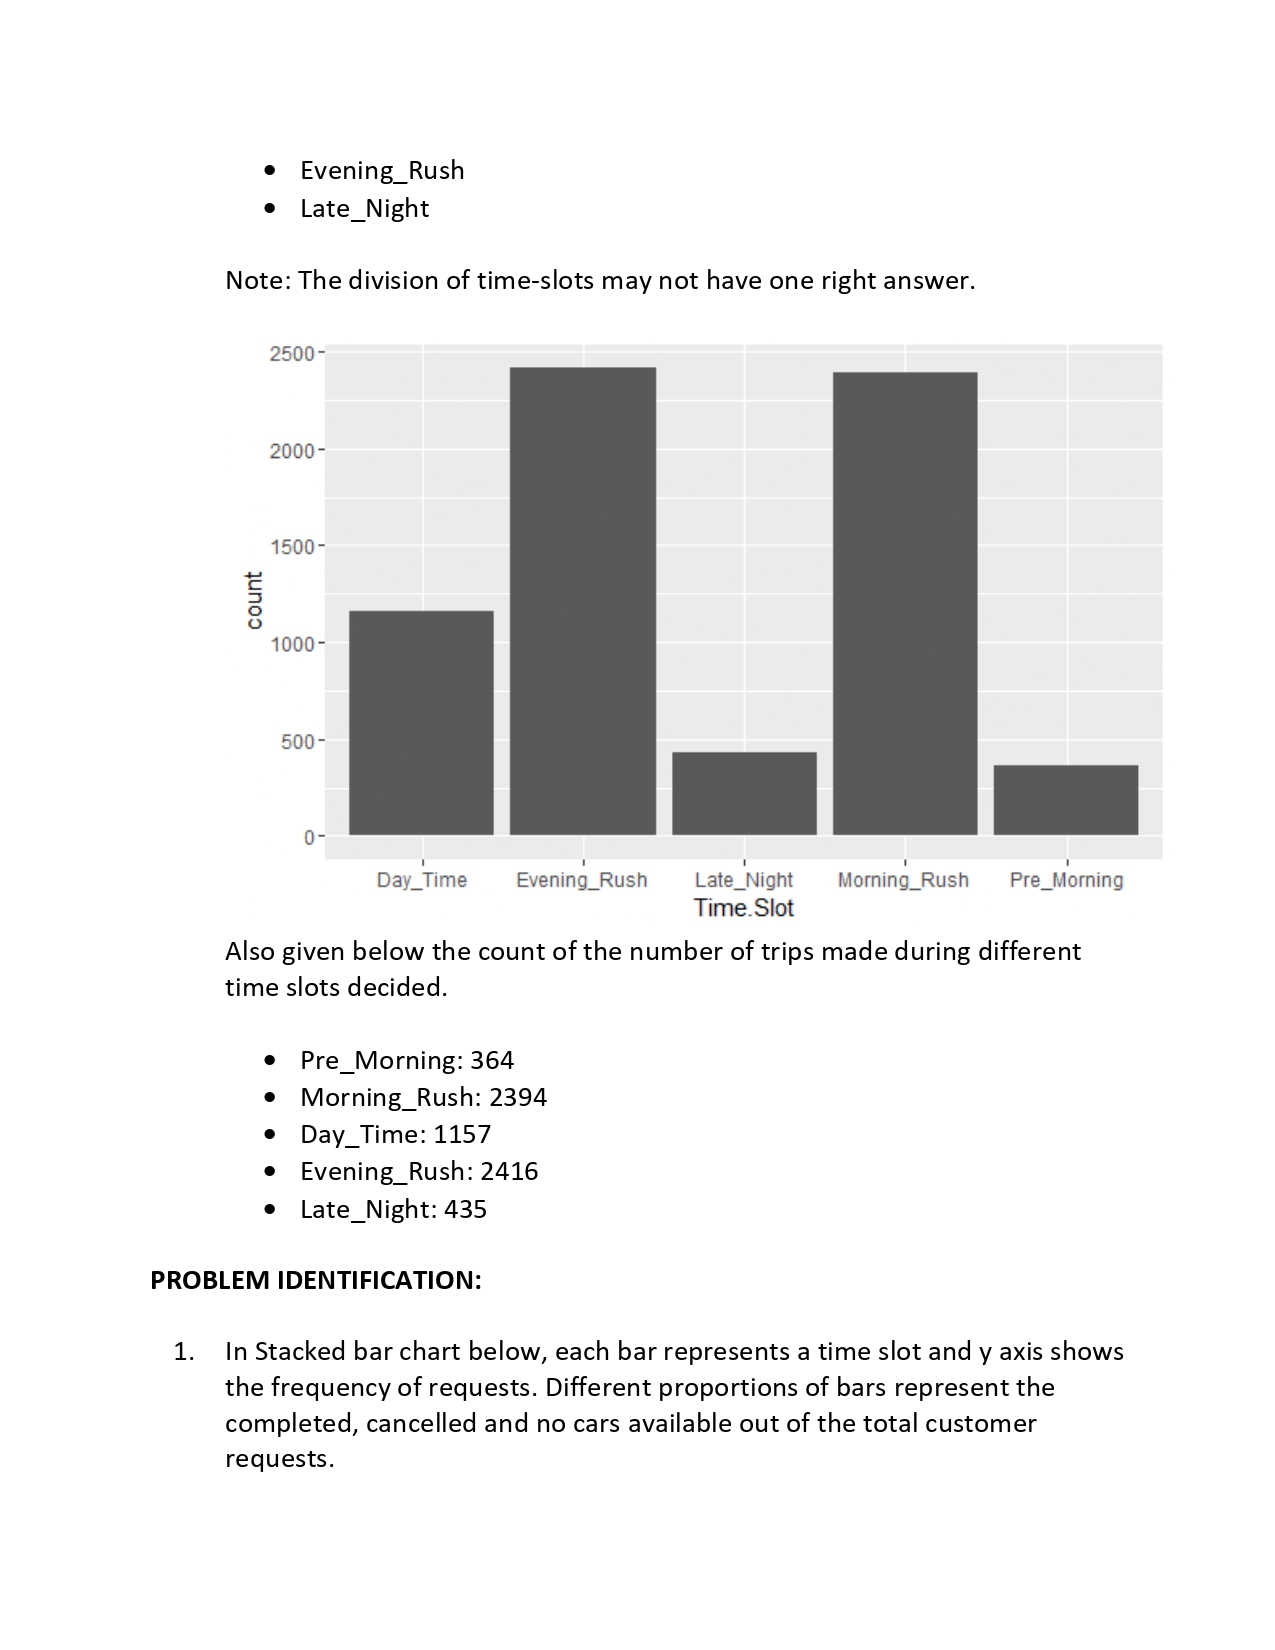 • Evening_Rush
• Late_Night
Note: The division of time-slots may not have one right answer.
2500
2000
1500
1000
500
0
count
Day_Time Evening_Rush Late_Night Morning_Rush Pre_Morning
Time.Slot
Also given below the count of the number of trips made during different
time slots decided.
• Pre_Morning: 364
• Morning_Rush: 2394
• Day_Time: 1157
• Evening_Rush: 2416
• Late_Night: 435
PROBLEM IDENTIFICATION:
1. In Stacked bar chart below, each bar represents a time slot and y axis shows
the frequency of requests. Different proportions of bars represent the
completed, cancelled and no cars available out of the total customer
requests.